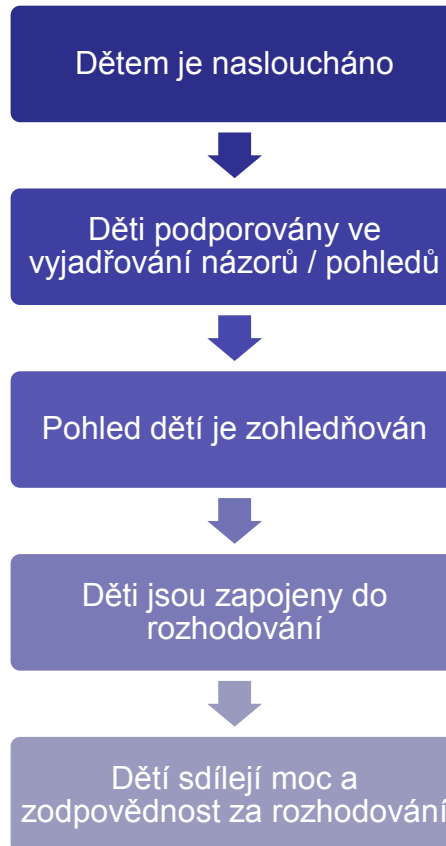 Dětem je nasloucháno
Děti podporovány ve
vyjadřování názorů / pohledů
Pohled dětí je zohledňován
Děti jsou zapojeny do
rozhodování
Dětí sdílejí moc a
zodpovědnost za rozhodování